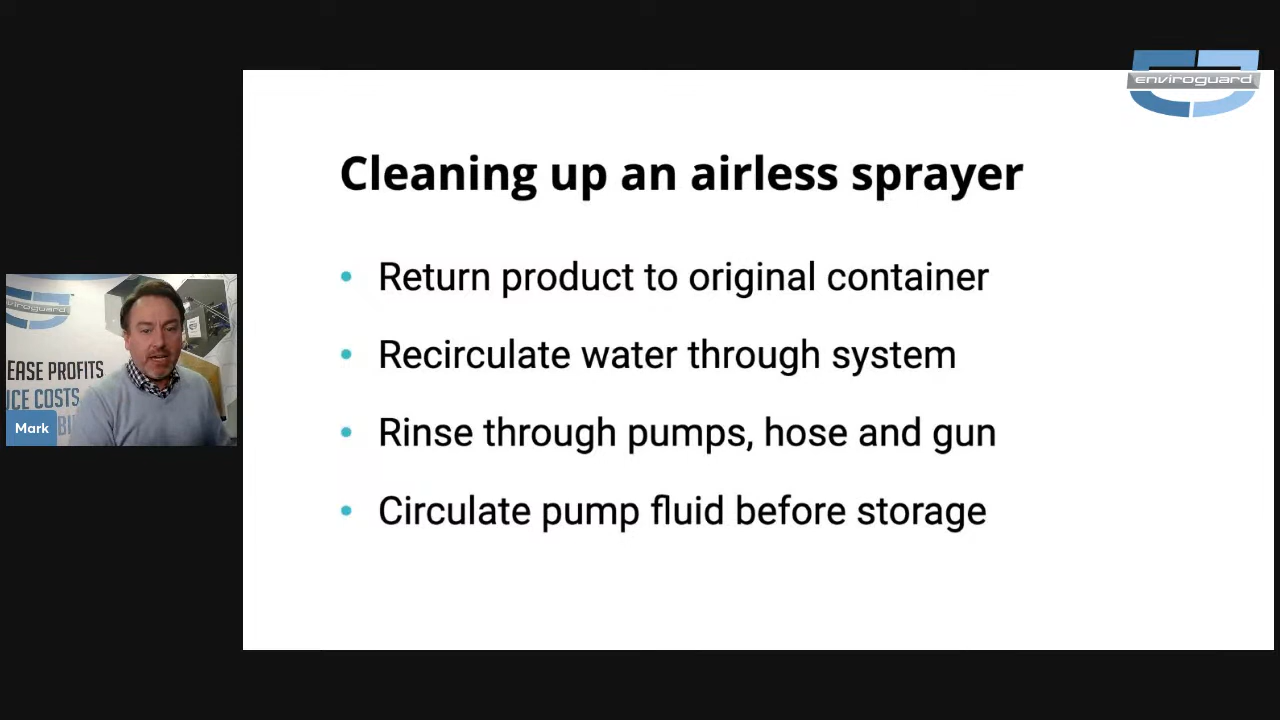 enviroguard
Cleaning up an airless sprayer
• Return product to original container
• Recirculate water through system
• Rinse through pumps, hose and gun
• Circulate pump fluid before storage
EASE PROFITS
UCE COSTS
Mark